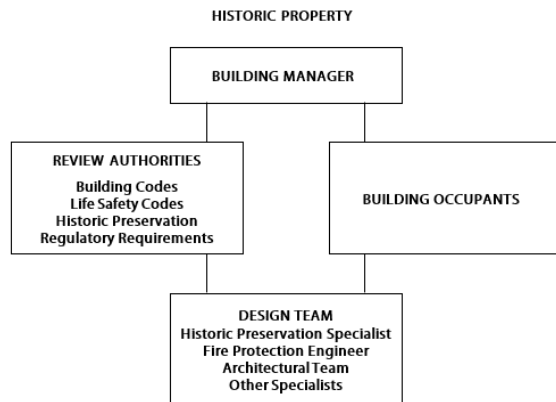 HISTORIC PROPERTY
BUILDING MANAGER
REVIEW AUTHORITIES
Building Codes
Life Safety Codes
Historic Preservation
Regulatory Requirements
BUILDING OCCUPANTS
DESIGN TEAM
Historic Preservation Specialist
Fire Protection Engineer
Architectural Team
Other Specialists